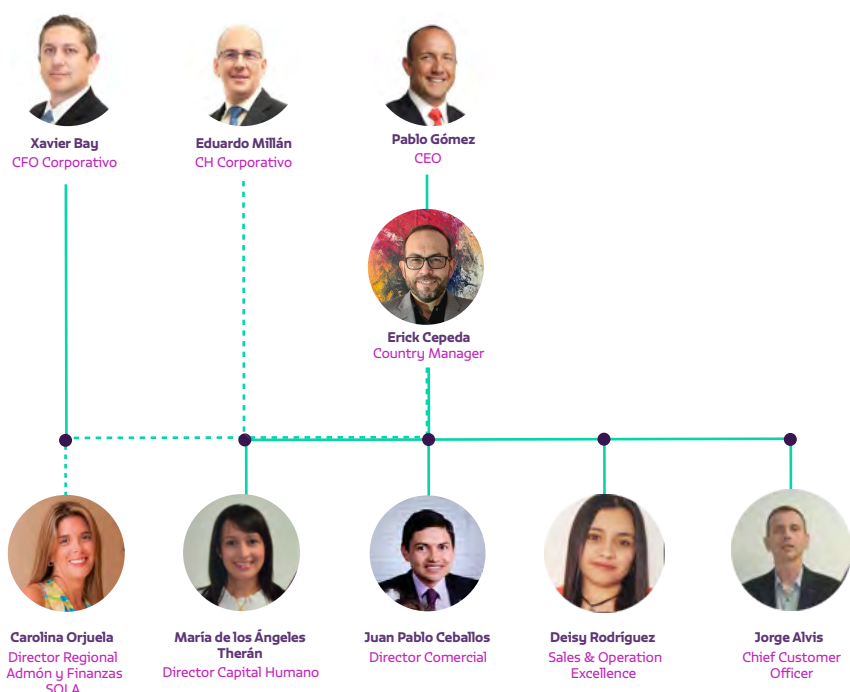 Xavier Bay
CFO Corporativo
Eduardo Millán
CH Corporativo
Pablo Gómez
CEO
Erick Cepeda
Country Manager
Carolina Orjuela
Director Regional
Admón y Finanzas
SOLA
María de los Ángeles
Therán
Director Capital Humano
Juan Pablo Ceballos
Director Comercial
Deisy Rodríguez
Sales & Operation
Excellence
Jorge Alvis
Chief Customer
Officer